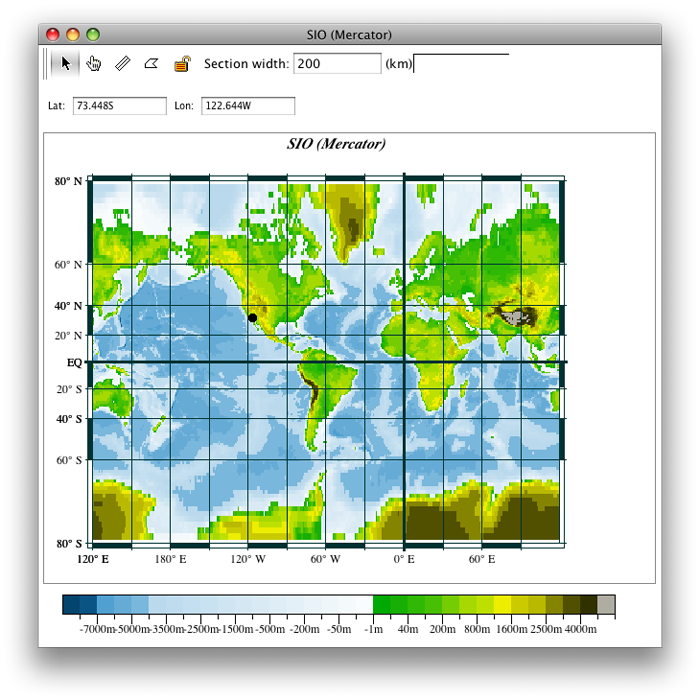 SIO (Mercator)
Section width: 200 (km)
Lat: 73.448S Lon: 122.644W
SIO (Mercator)
80° N
60° N
40° N
20° N
EQ
20° S
40° S
60° S
80° S
120° E 180° E 120° W 60° W 0° E 60° E
-7000m -5000m -3500m -2500m -1500m -500m -200m -50m -1m 40m 200m 800m 1600m 2500m 4000m